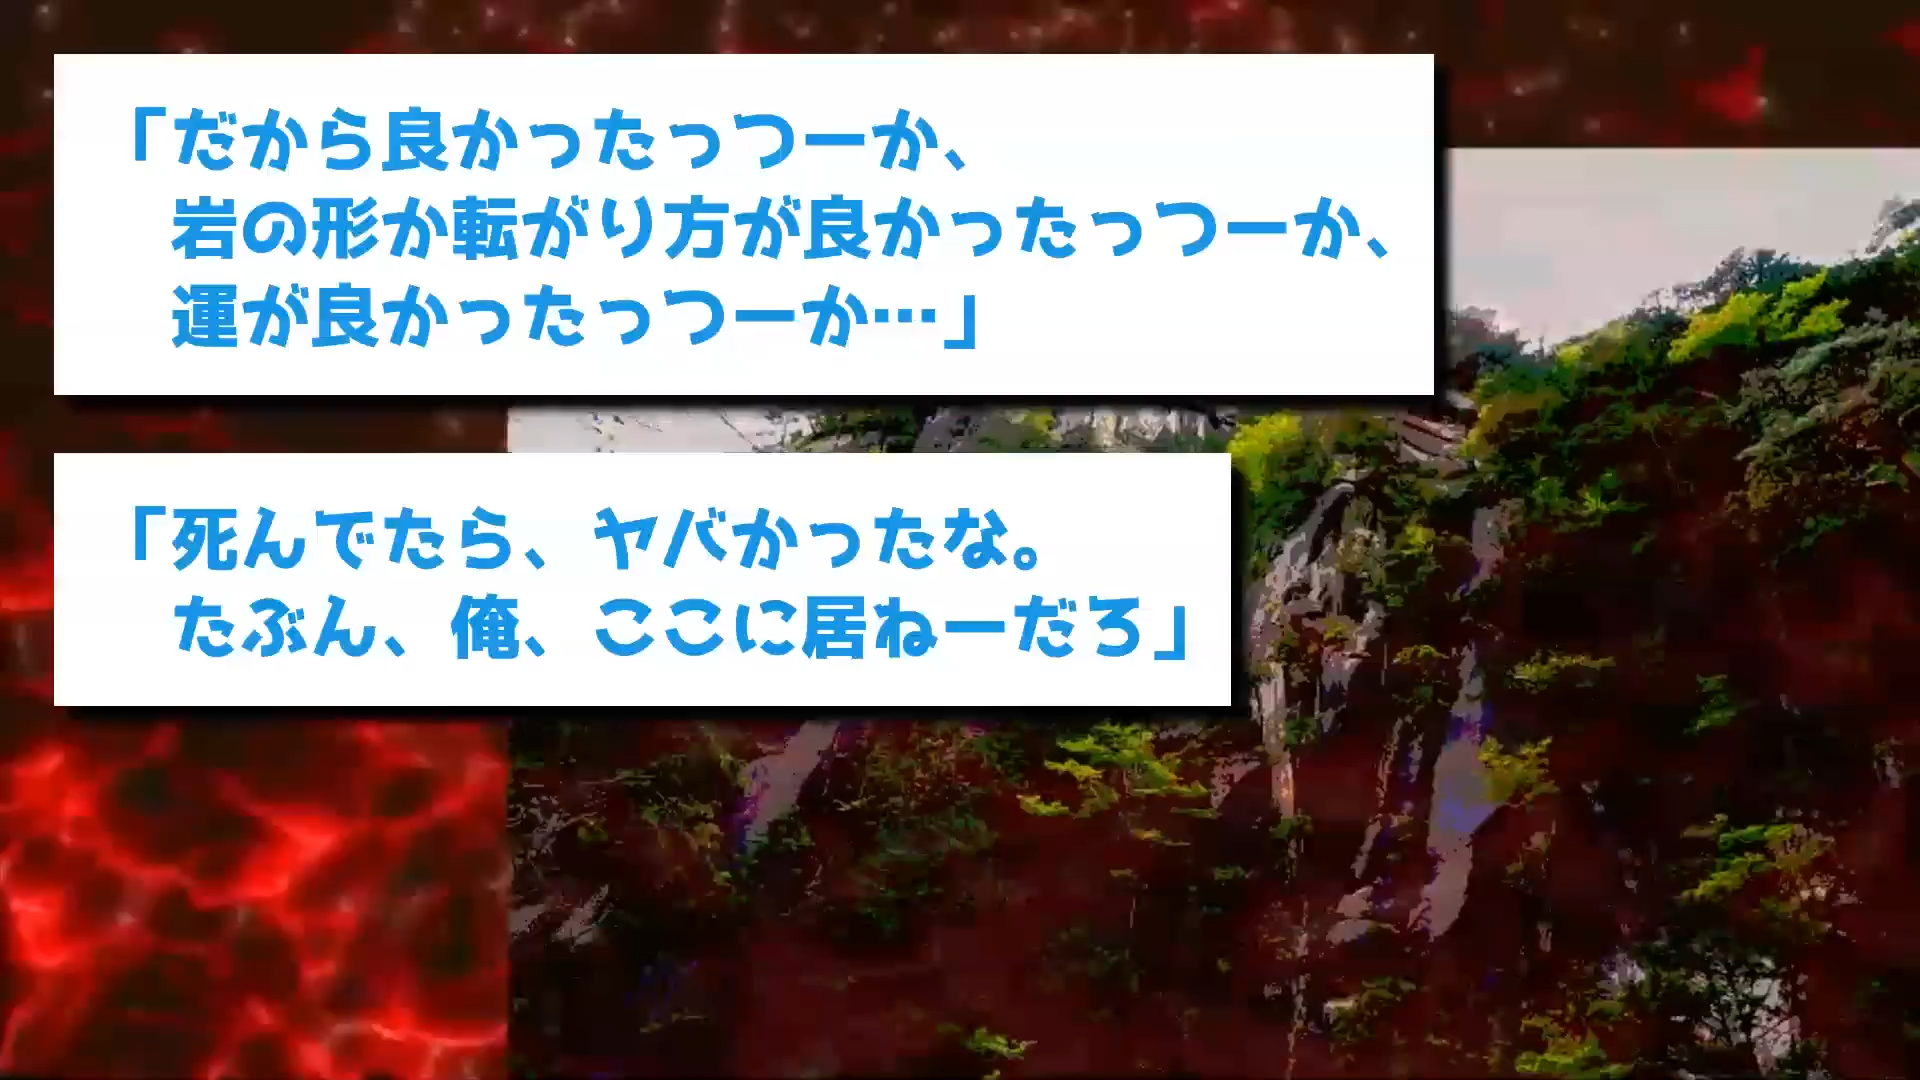 「だから良かったっつーか、
岩の形か転がり方が良かったっつーか、
運が良かったっつーか…」
「死んでたら、ヤバかったな。
たぶん、俺、ここに居ねーだろ」